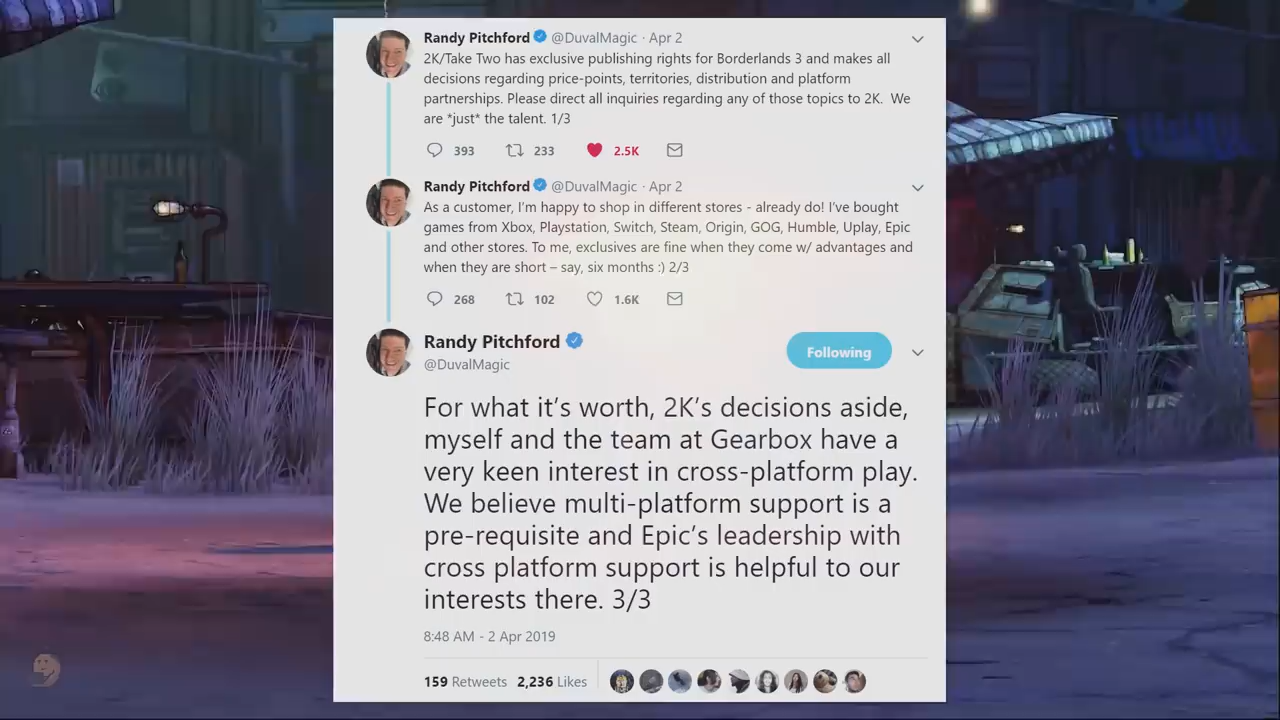 Randy Pitchford @DuvalMagic · Apr 2
2K/Take Two has exclusive publishing rights for Borderlands 3 and makes all
decisions regarding price-points, territories, distribution and platform
partnerships. Please direct all inquiries regarding any of those topics to 2K.  We
are *just* the talent. 1/3
393 233 2.5K
Randy Pitchford @DuvalMagic · Apr 2
As a customer, I'm happy to shop in different stores - already do! I've bought
games from Xbox, Playstation, Switch, Steam, Origin, GOG, Humble, Uplay, Epic
and other stores. To me, exclusives are fine when they come w/ advantages and
when they are short – say, six months :) 2/3
268 102 1.6K
Randy Pitchford
@DuvalMagic
Following
For what it's worth, 2K's decisions aside,
myself and the team at Gearbox have a
very keen interest in cross-platform play.
We believe multi-platform support is a
pre-requisite and Epic's leadership with
cross platform support is helpful to our
interests there. 3/3
8:48 AM - 2 Apr 2019
159 Retweets 2,236 Likes